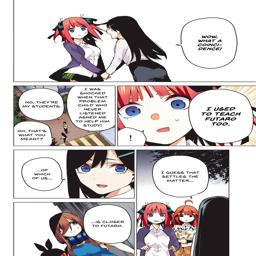 WOW,
WHAT A
COINCI-
DENCE!
I USED
TO TEACH
FUTARO
TOO.
!
I WAS
SHOCKED
WHEN THAT
PROBLEM
CHILD WHO
NEVER
LISTENED
ASKED ME
TO HELP HIM
STUDY!
NO, THEY'RE
MY STUDENTS.
OH, THAT'S
WHAT YOU
MEANT?
I GUESS THAT
SETTLES THE
MATTER...
...OF
WHICH
OF US...
...IS CLOSER
TO FUTARO.